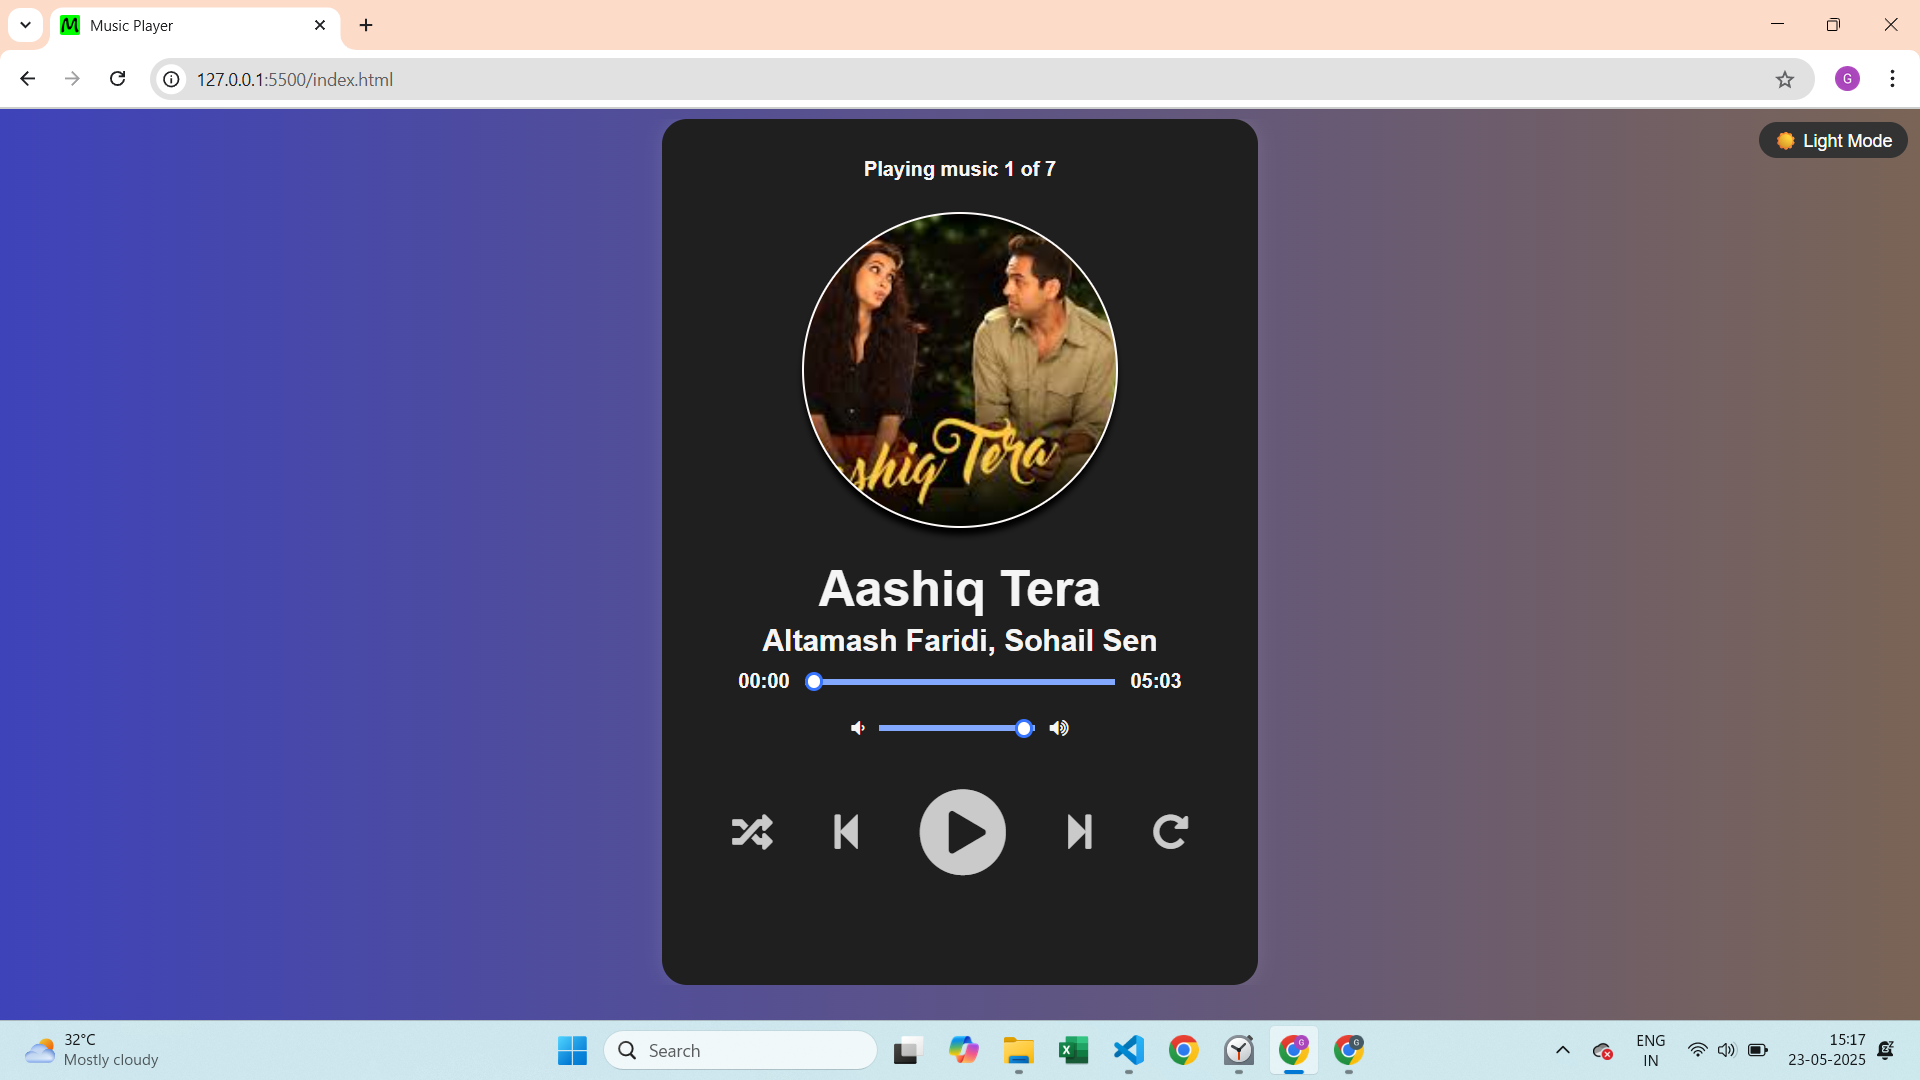 Music Player
127.0.0.1:5500/index.html
G
Light Mode
Playing music 1 of 7
shiq Tera
Aashiq Tera
Altamash Faridi, Sohail Sen
00:00
05:03
32°C
Mostly cloudy
Search
ENG
IN
15:17
23-05-2025